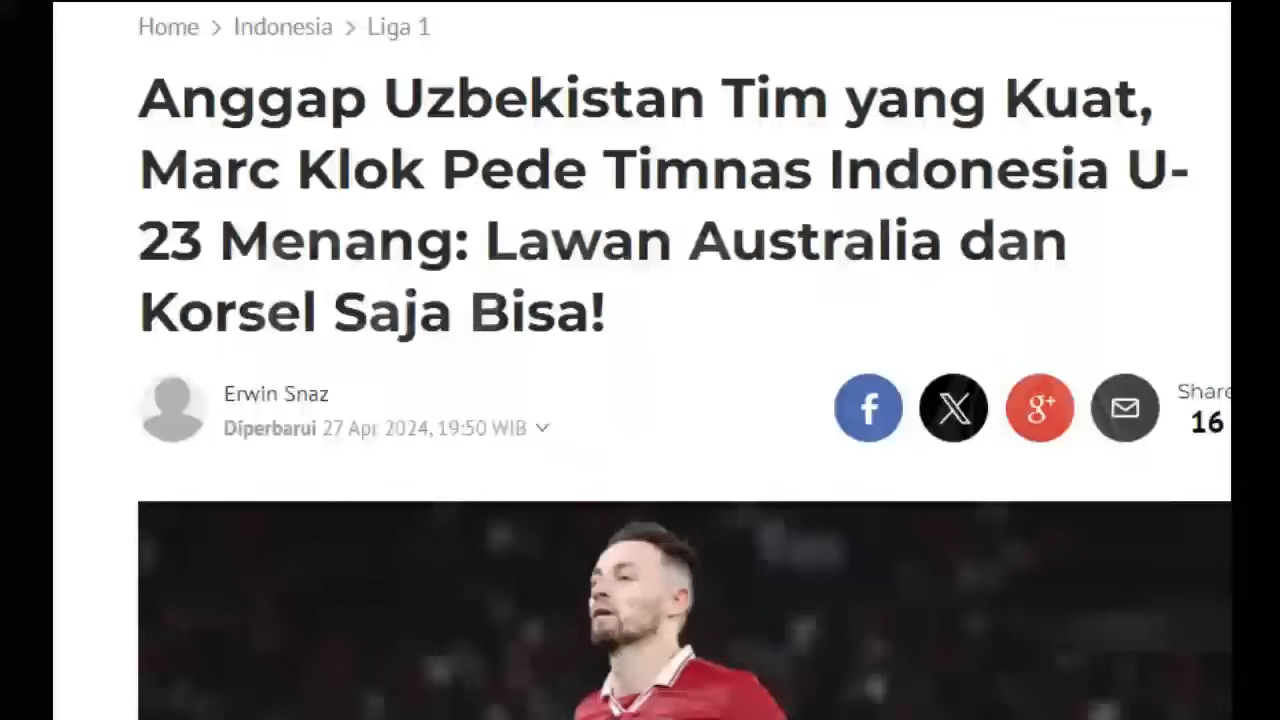 Home > Indonesia > Liga 1
Anggap Uzbekistan Tim yang Kuat,
Marc Klok Pede Timnas Indonesia U-
23 Menang: Lawan Australia dan
Korsel Saja Bisa!
Erwin Snaz
Diperbarui 27 Apr 2024, 19:50 WIB
f X g+ Share
16